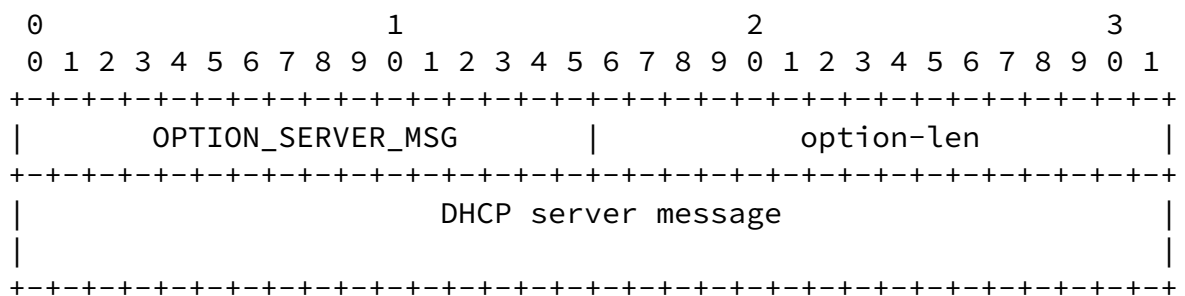 0                   1                   2                   3
 0 1 2 3 4 5 6 7 8 9 0 1 2 3 4 5 6 7 8 9 0 1 2 3 4 5 6 7 8 9 0 1
+-+-+-+-+-+-+-+-+-+-+-+-+-+-+-+-+-+-+-+-+-+-+-+-+-+-+-+-+-+-+-+-+
|       OPTION_SERVER_MSG       |           option-len          |
+-+-+-+-+-+-+-+-+-+-+-+-+-+-+-+-+-+-+-+-+-+-+-+-+-+-+-+-+-+-+-+-+
|                       DHCP server message                     |
|                                                               |
+-+-+-+-+-+-+-+-+-+-+-+-+-+-+-+-+-+-+-+-+-+-+-+-+-+-+-+-+-+-+-+-+